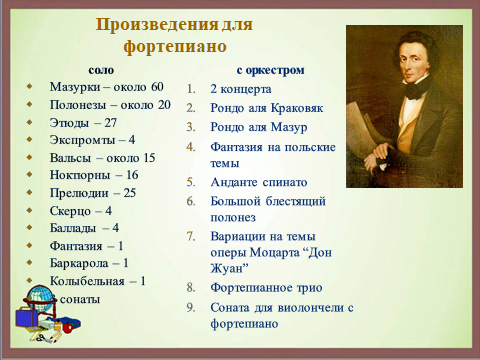 Произведения для
фортепиано
соло
Мазурки – около 60
Полонезы – около 20
Этюды – 27
Экспромты – 4
Вальсы – около 15
Нокпорны – 16
Прелюдии – 25
Скерцо – 4
Баллады – 4
Фантазия – 1
Баркарола – 1
Колыбельная – 1
сонаты
с оркестром
1. 2 концерта
2. Рондо аля Краковяк
3. Рондо аля Мазур
4. Фантазия на польские
темы
5. Анданте спинато
6. Большой блестящий
полонез
7. Вариации на темы
оперы Моцарта “Дон
Жуан”
8. Фортепианное трио
9. Соната для виолончели с
фортепиано